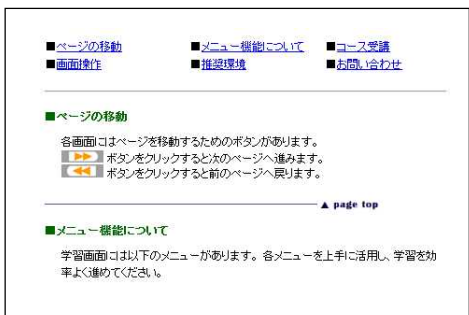 ■ページの移動 ■メニュー機能について ■コース受講
■画面操作 ■推奨環境 ■お問い合わせ
■ページの移動
各画面にはページを移動するためのボタンがあります。
ボタンをクリックすると次のページへ進みます。
ボタンをクリックすると前のページへ戻ります。
▲ page top
■メニュー機能について
学習画面には以下のメニューがあります。各メニューを上手に活用し、学習を効
率よく進めてください。